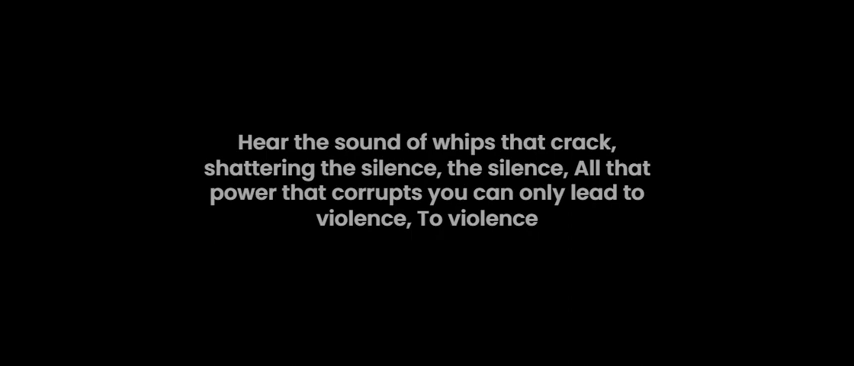 Hear the sound of whips that crack,
shattering the silence, the silence, All that
power that corrupts you can only lead to
violence, To violence